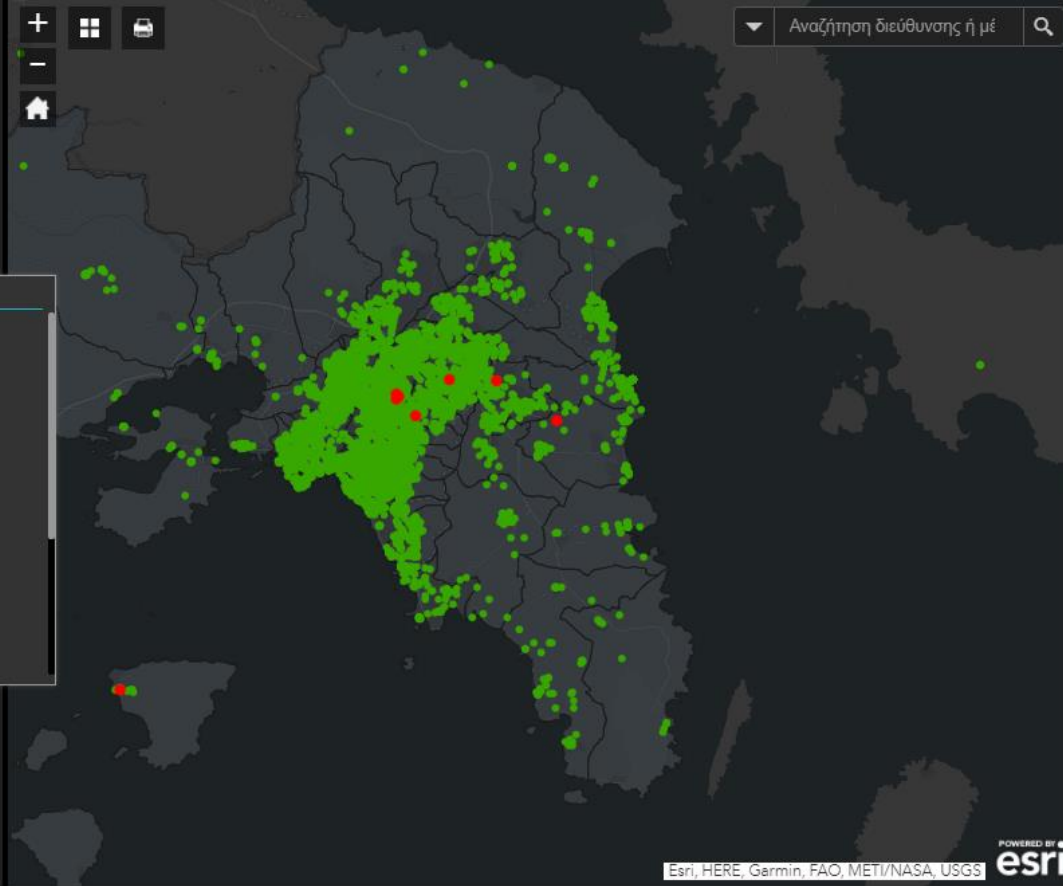 +
Αναζήτηση διεύθυνσης ή μέ
−
Esri, HERE, Garmin, FAO, METI/NASA, USGS
POWERED BY
esri